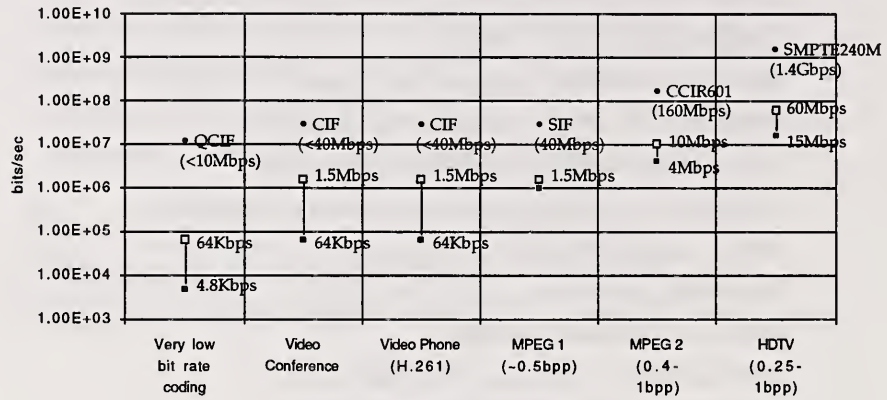 1.00E+10
1.00E+09
1.00E+08
1.00E+07
1.00E+06
1.00E+05
1.00E+04
1.00E+03
bits/sec
QCIF
(<10Mbps)
64Kbps
4.8Kbps
CIF
(<40Mbps)
1.5Mbps
64Kbps
CIF
(<40Mbps)
1.5Mbps
64Kbps
SIF
(40Mbps)
1.5Mbps
CCIR601
(160Mbps)
10Mbps
4Mbps
SMPTE240M
(1.4Gbps)
60Mbps
15Mbps
Very low
bit rate
coding
Video
Conference
Video Phone
(H.261)
MPEG 1
(~0.5bpp)
MPEG 2
(0.4-
1bpp)
HDTV
(0.25-
1bpp)